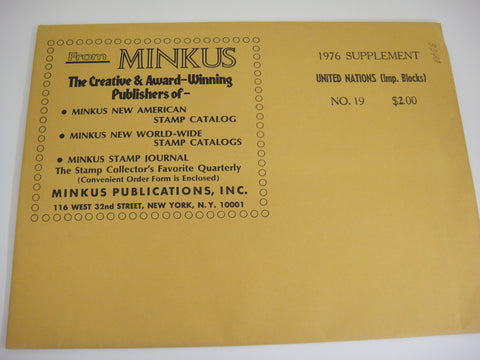 From MINKUS
The Creative & Award-Winning
Publishers of-
• MINKUS NEW AMERICAN
STAMP CATALOG
• MINKUS NEW WORLD-WIDE
STAMP CATALOGS
• MINKUS STAMP JOURNAL
The Stamp Collector's Favorite Quarterly
(Convenient Order Form is Enclosed)
MINKUS PUBLICATIONS, INC.
116 WEST 32nd STREET, NEW YORK, N.Y. 10001
1976 SUPPLEMENT
UNITED NATIONS (Imp. Blocks)
NO. 19 $2.00